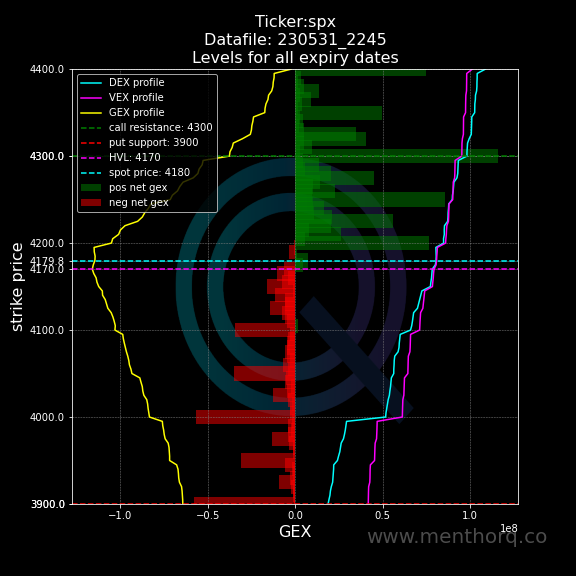 Ticker:spx
Datafile: 230531_2245
Levels for all expiry dates
DEX profile
VEX profile
GEX profile
call resistance: 4300
put support: 3900
HVL: 4170
spot price: 4180
pos net gex
neg net gex
4400.0
4300.0
4200.0
4179.8
4170.0
4100.0
4000.0
3900.0
strike price
−1.0
−0.5
0.0
0.5
1.0
1e8
GEX
www.menthorq.co